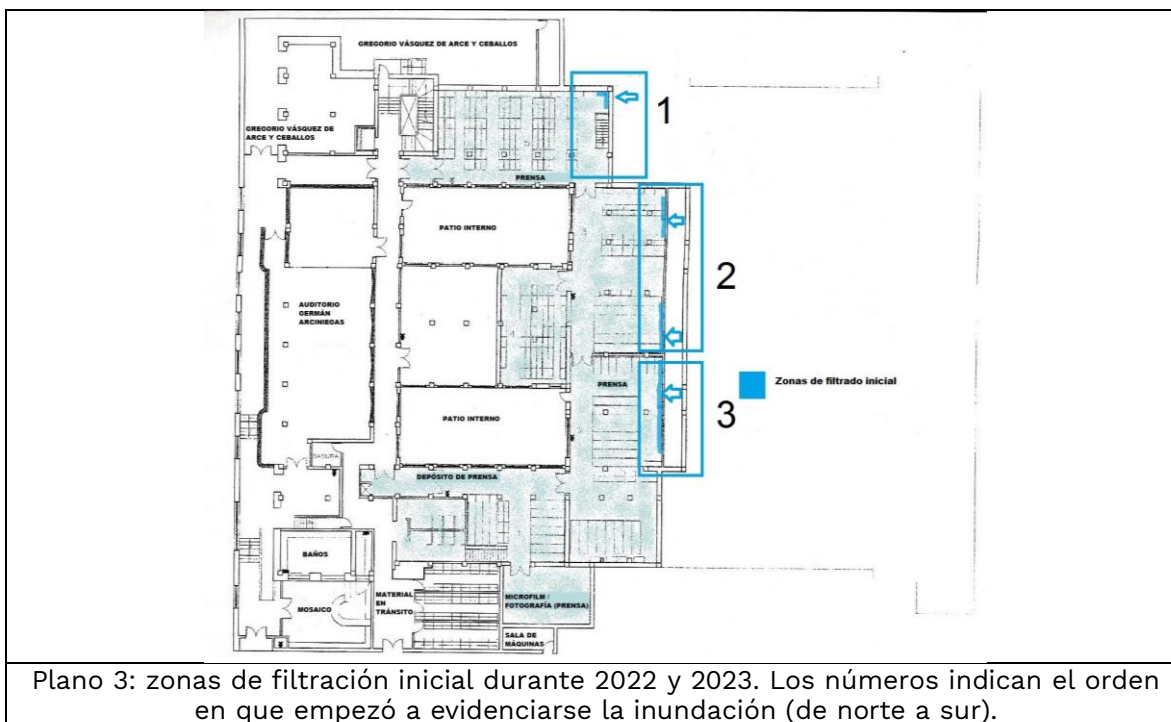 GREGORIO VÁSQUEZ DE ARCE Y CEBALLOS
1
GREGORIO VÁSQUEZ DE
ARCE Y CEBALLOS
PRENSA
PATIO INTERNO
2
AUDITORIO
GERMÁN
ARCINIEGAS
PRENSA
Zonas de filtrado inicial
3
PATIO INTERNO
BASURA
DEPÓSITO DE PRENSA
BAÑOS
MATERIAL
EN
TRÁNSITO
MICROFILM /
FOTOGRAFÍA (PRENSA)
MOSAICO
SALA DE
MÁQUINAS
Plano 3: zonas de filtración inicial durante 2022 y 2023. Los números indican el orden
en que empezó a evidenciarse la inundación (de norte a sur).